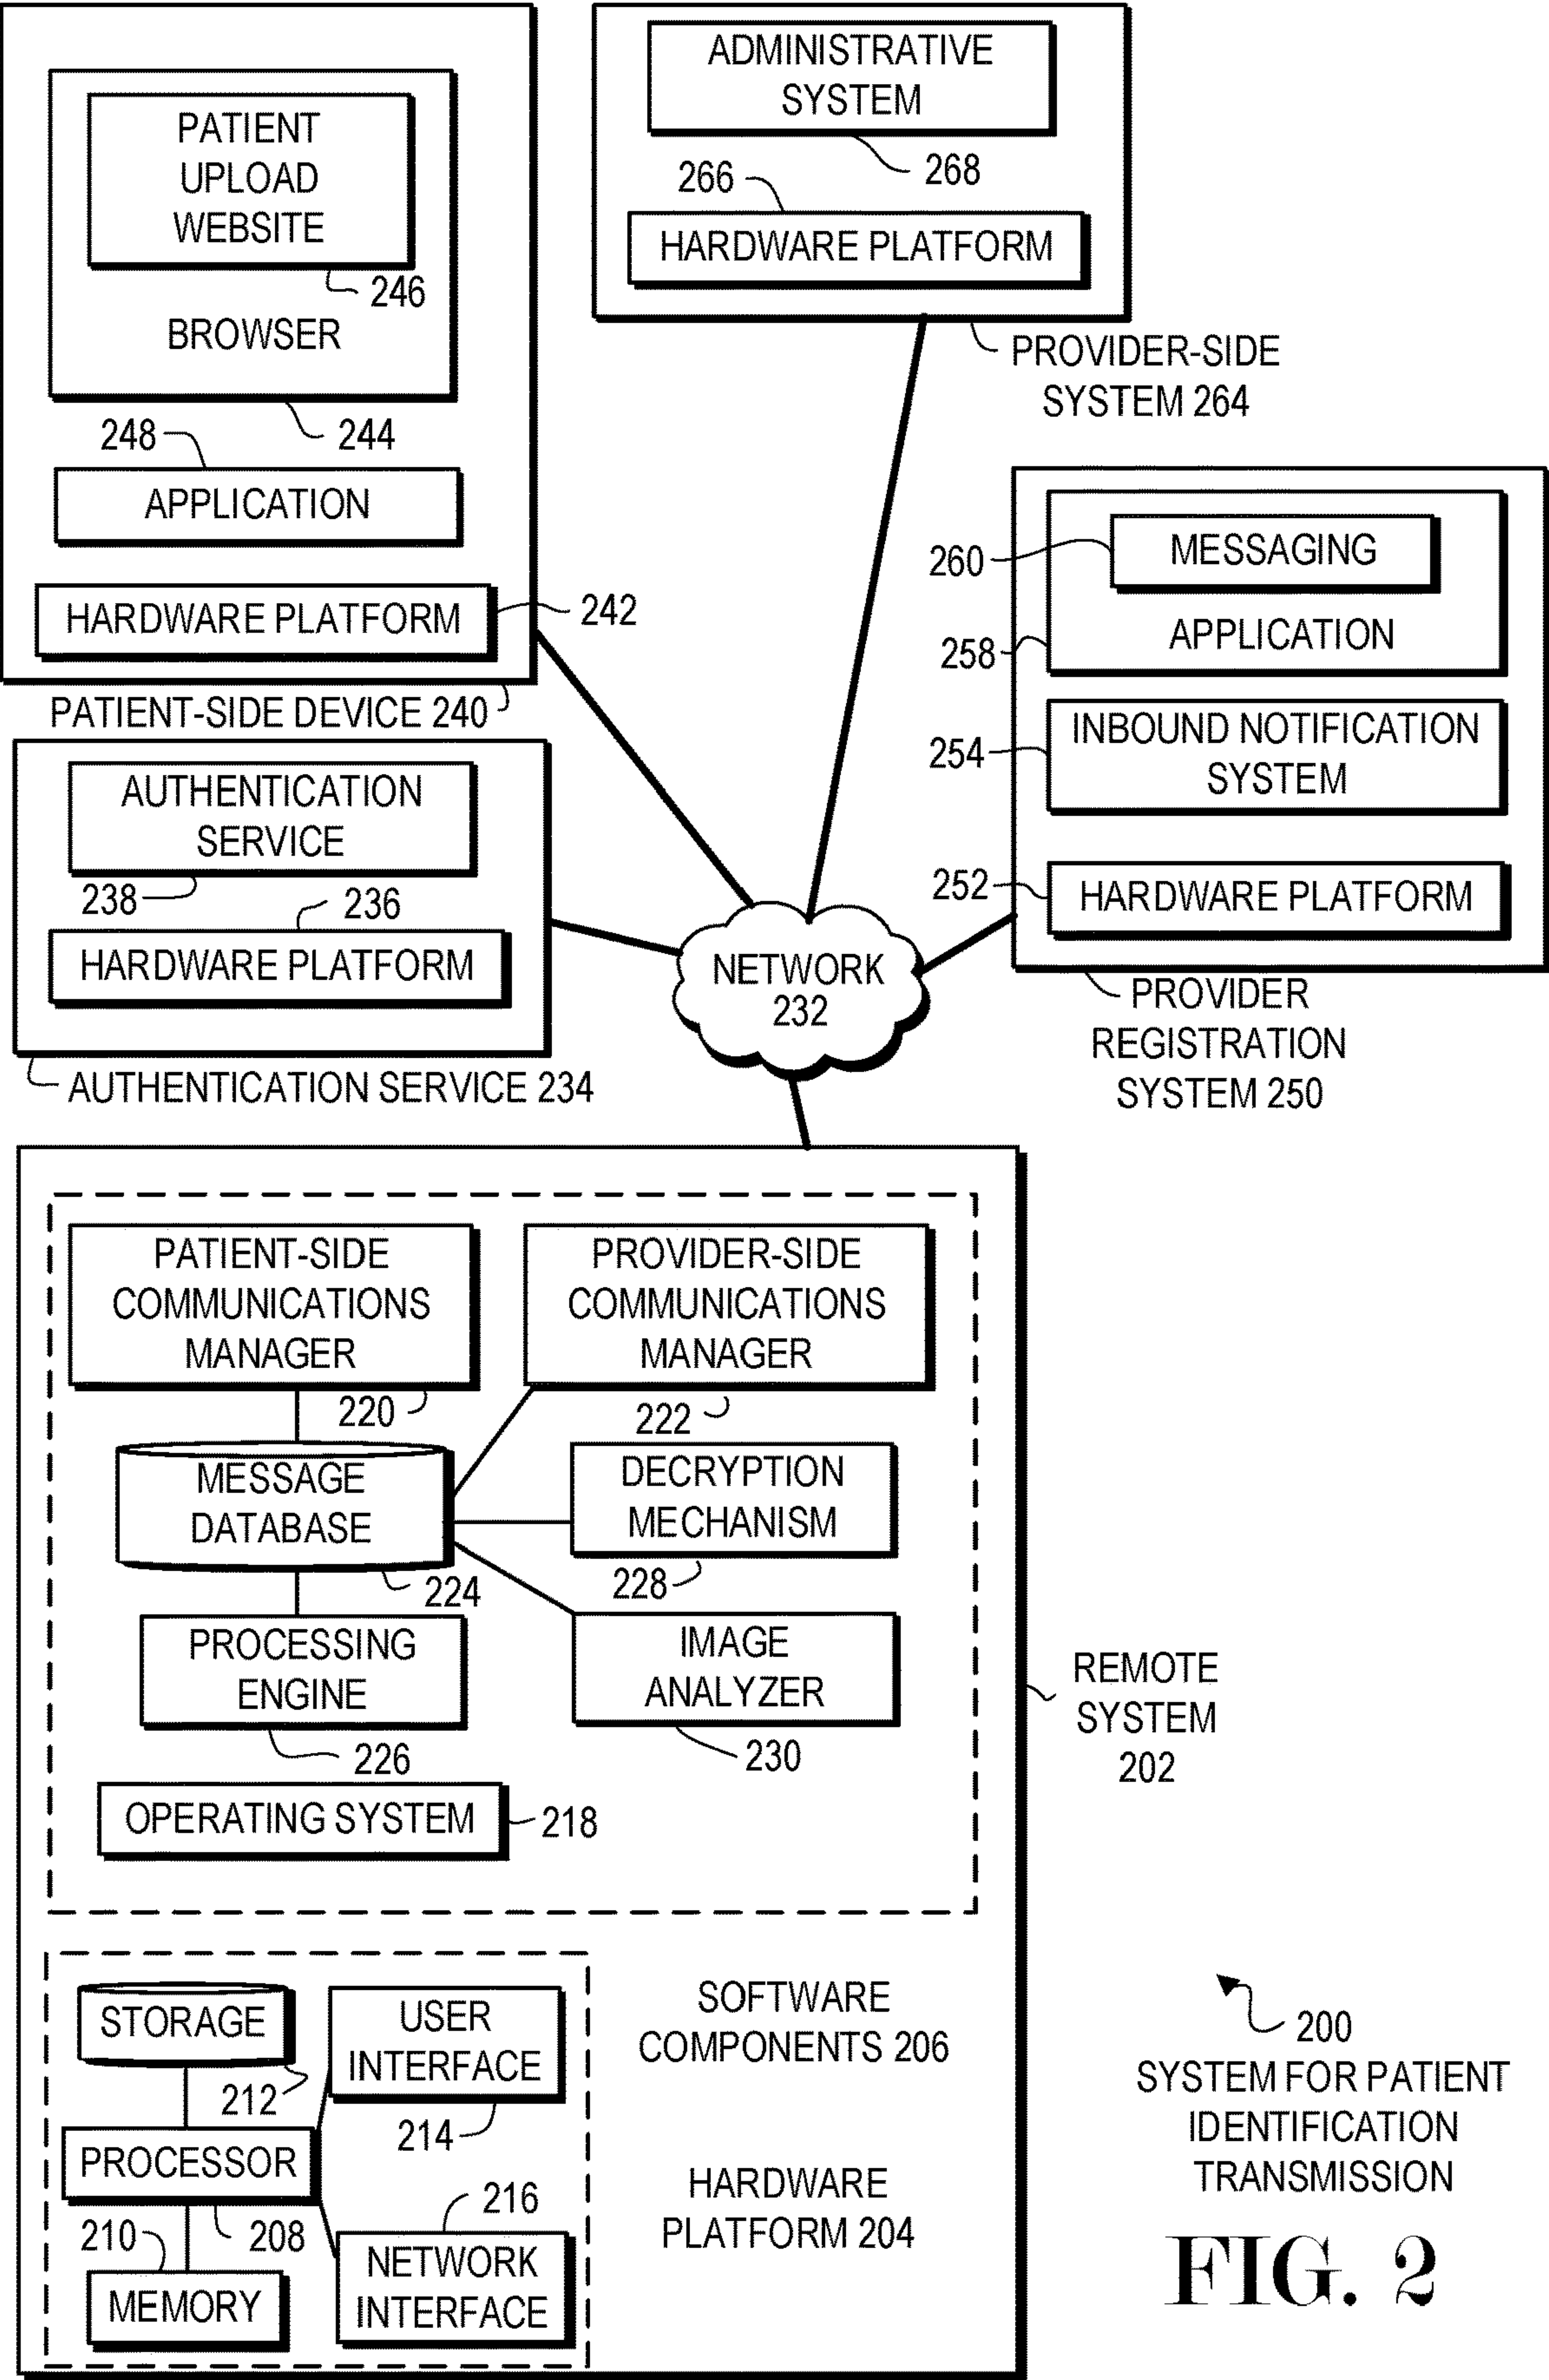 PATIENT
UPLOAD
WEBSITE
246
BROWSER
244
248
APPLICATION
HARDWARE PLATFORM
242
PATIENT-SIDE DEVICE 240
ADMINISTRATIVE
SYSTEM
268
266
HARDWARE PLATFORM
PROVIDER-SIDE
SYSTEM 264
260
MESSAGING
APPLICATION
258
INBOUND NOTIFICATION
SYSTEM
254
252
HARDWARE PLATFORM
PROVIDER
REGISTRATION
SYSTEM 250
AUTHENTICATION
SERVICE
238
236
HARDWARE PLATFORM
AUTHENTICATION SERVICE 234
NETWORK
232
PATIENT-SIDE
COMMUNICATIONS
MANAGER
220
PROVIDER-SIDE
COMMUNICATIONS
MANAGER
222
MESSAGE
DATABASE
224
DECRYPTION
MECHANISM
228
PROCESSING
ENGINE
226
IMAGE
ANALYZER
230
OPERATING SYSTEM
218
REMOTE
SYSTEM
202
STORAGE
212
USER
INTERFACE
214
PROCESSOR
208
210
MEMORY
216
NETWORK
INTERFACE
SOFTWARE
COMPONENTS 206
HARDWARE
PLATFORM 204
200
SYSTEM FOR PATIENT
IDENTIFICATION
TRANSMISSION
FIG. 2